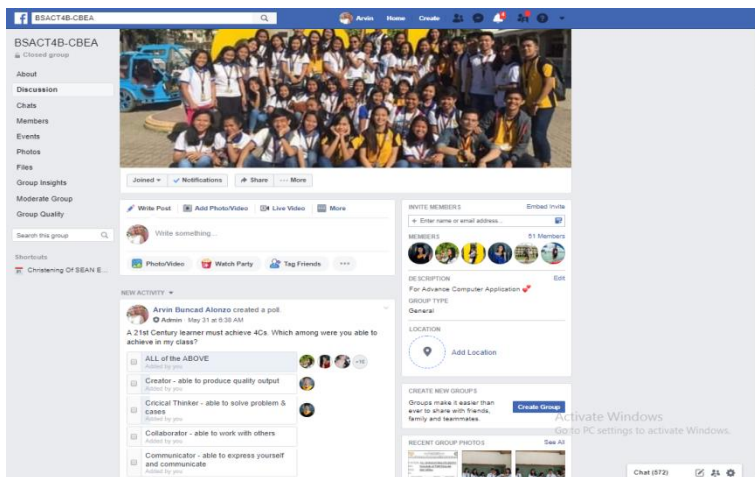 BSACT4B-CBEA
Arvin Home Create
BSACT4B-CBEA
Closed group
About
Discussion
Chats
Members
Events
Photos
Files
Group Insights
Moderate Group
Group Quality
Search this group
Shortcuts
Christening Of SEAN E...
Joined Notifications Share More
Write Post Add Photo/Video Live Video More
Write something...
Photo/Video Watch Party Tag Friends
NEW ACTIVITY
Arvin Buncad Alonzo created a poll.
Admin · May 31 at 6:38 AM
A 21st Century learner must achieve 4Cs. Which among were you able to
achieve in my class?
ALL of the ABOVE
Added by you
+16
Creator - able to produce quality output
Added by you
Cricical Thinker - able to solve problem &
cases
Added by you
Collaborator - able to work with others
Added by you
Communicator - able to express yourself
and communicate
Added by you
INVITE MEMBERS Embed Invite
+ Enter name or email address...
MEMBERS 51 Members
DESCRIPTION Edit
For Advance Computer Application 💕
GROUP TYPE
General
LOCATION
Add Location
CREATE NEW GROUPS
Groups make it easier than
ever to share with friends,
family and teammates.
Create Group
RECENT GROUP PHOTOS See All
Activate Windows
Go to PC settings to activate Windows.
Chat (572)